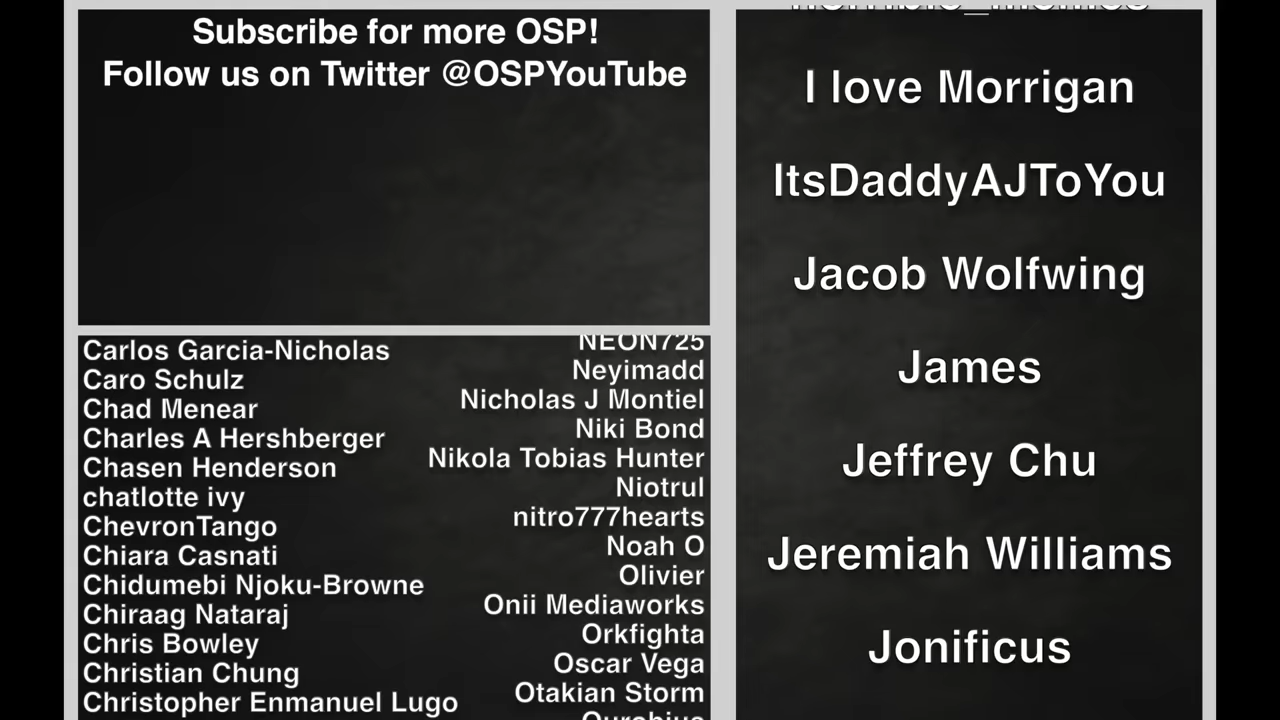 Subscribe for more OSP!
Follow us on Twitter @OSPYouTube
Carlos Garcia-Nicholas
Caro Schulz
Chad Menear
Charles A Hershberger
Chasen Henderson
chatlotte ivy
ChevronTango
Chiara Casnati
Chidumebi Njoku-Browne
Chiraag Nataraj
Chris Bowley
Christian Chung
Christopher Enmanuel Lugo
NEON725
Neyimadd
Nicholas J Montiel
Niki Bond
Nikola Tobias Hunter
Niotrul
nitro777hearts
Noah O
Olivier
Onii Mediaworks
Orkfighta
Oscar Vega
Otakian Storm
I love Morrigan
ItsDaddyAJToYou
Jacob Wolfwing
James
Jeffrey Chu
Jeremiah Williams
Jonificus